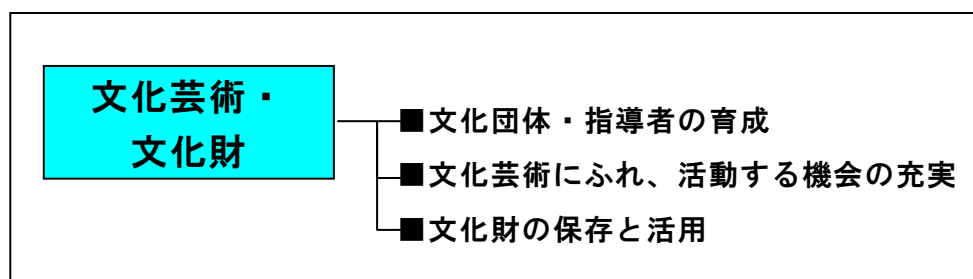 文化芸術・
文化財
■文化団体・指導者の育成
■文化芸術にふれ、活動する機会の充実
■文化財の保存と活用